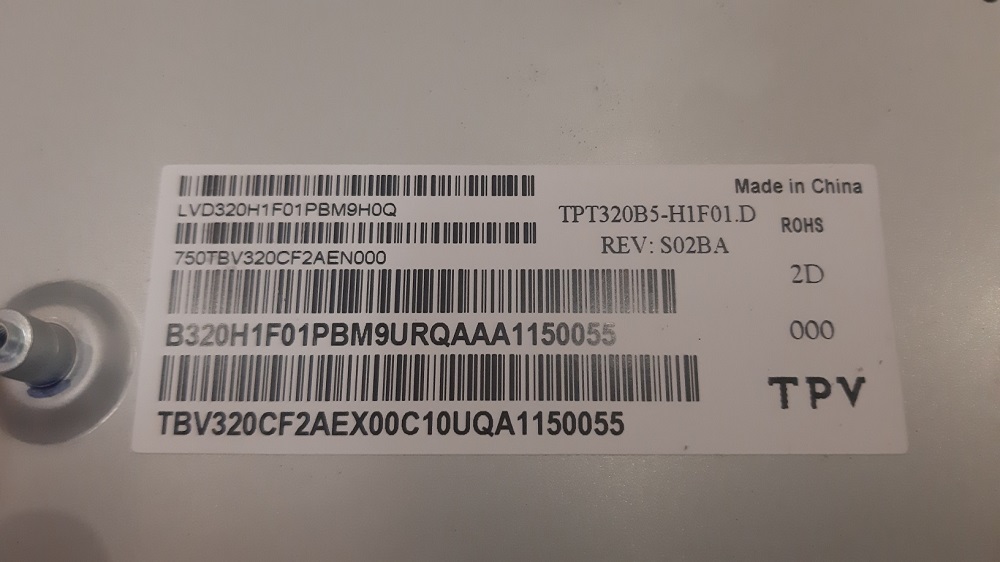 LVD320H1F01PBM9H0Q
750TBV320CF2AEN000
B320H1F01PBM9URQAAA1150055
TBV320CF2AEX00C10UQA1150055
TPT320B5-H1F01.D
REV: S02BA
Made in China
ROHS
2D
000
TPV